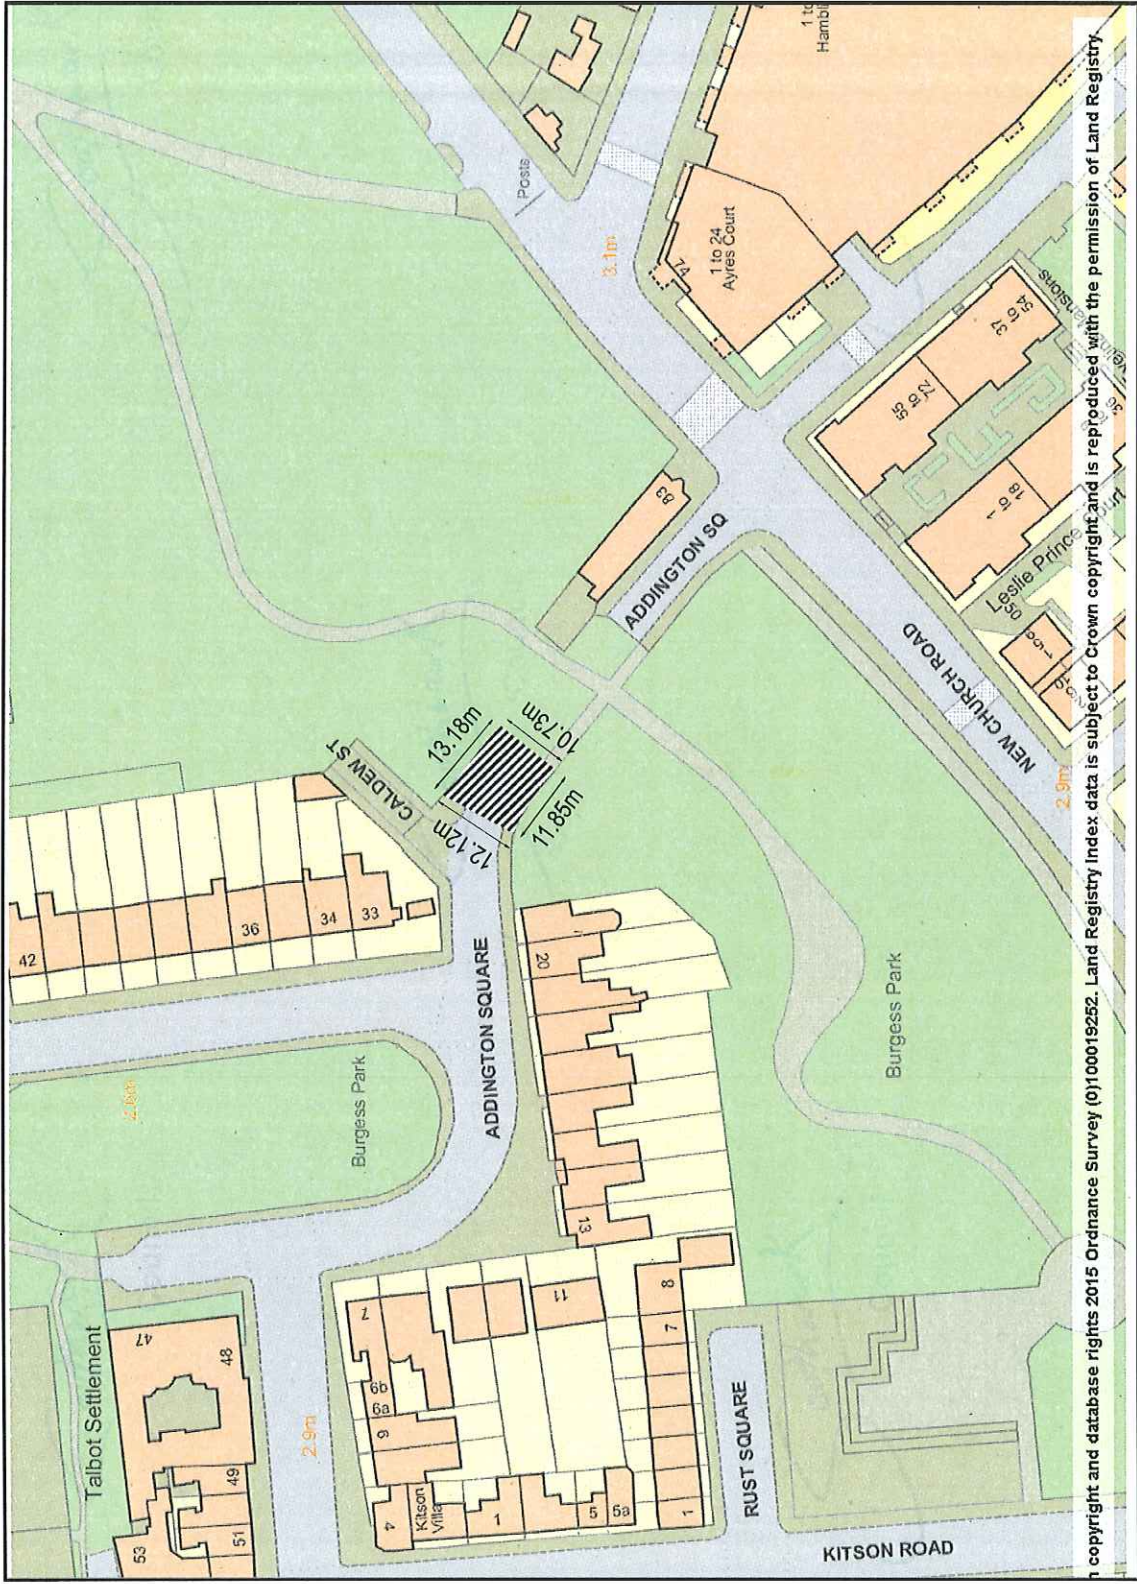 1 to
Posts
3.1m
74
1 to 24
Ayres Court
83
ADDINGTON SQ
37
to
54
55
to
72
36
1
to
18
Leslie Prince Court
050
NEW CHURCH ROAD
2.9m
CALDEW ST
13.18m
10.73m
12.12m
11.85m
42
36
34
33
ADDINGTON SQUARE
20
13
Burgess Park
Burgess Park
Talbot Settlement
47
48
49
51
53
2.9m
7
6b
6a
6
4
Kitson
Villa
1
5
5a
11
8
7
1
RUST SQUARE
KITSON ROAD
copyright and database rights 2015 Ordnance Survey (0)100019252. Land Registry Index data is subject to Crown copyright and is reproduced with the permission of Land Registry.